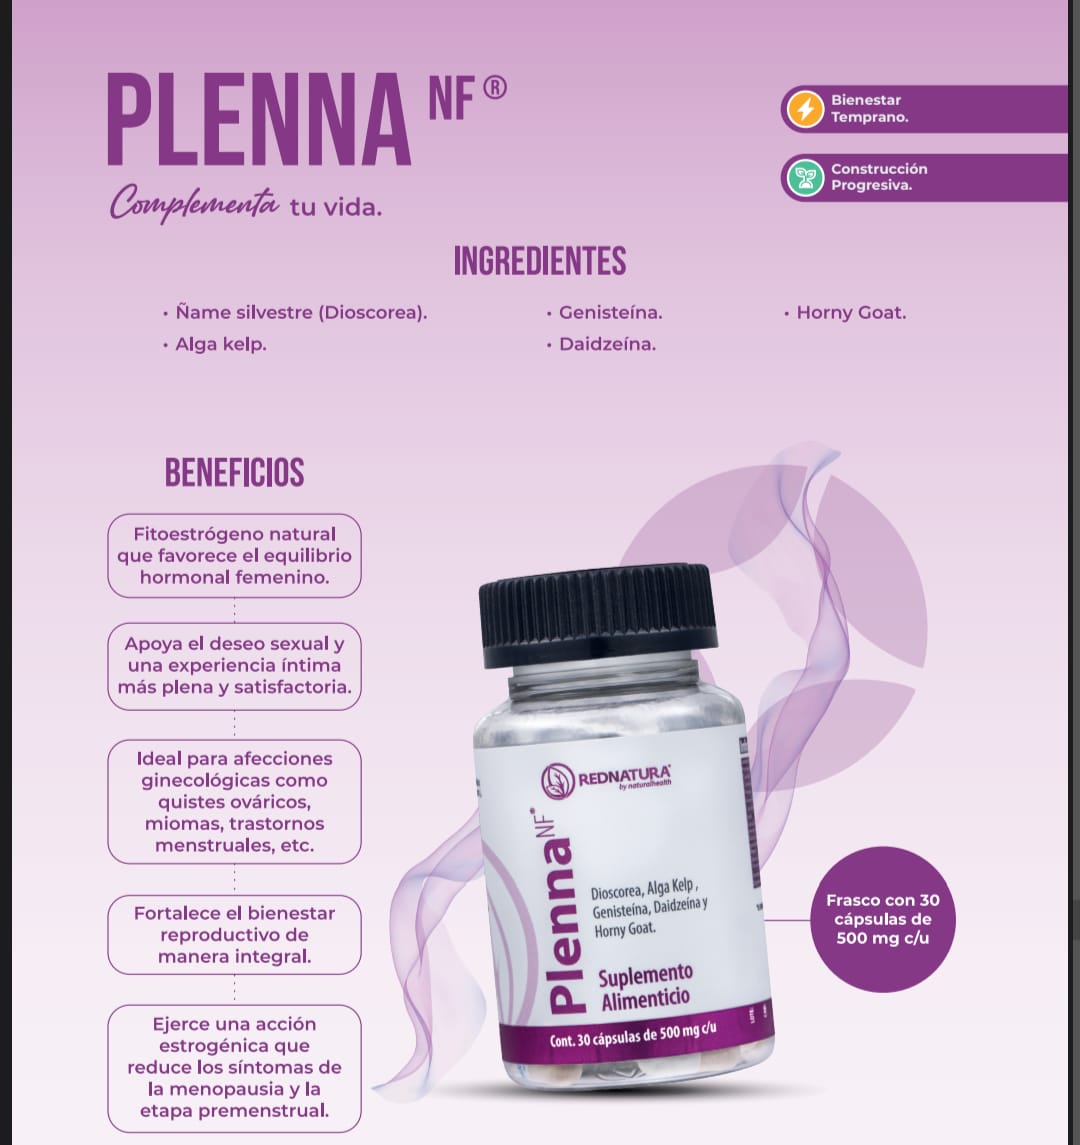 PLENNA NF®
Complementa tu vida.
Bienestar
Temprano.
Construcción
Progresiva.
INGREDIENTES
• Ñame silvestre (Dioscorea).
• Alga kelp.
• Genisteína.
• Daidzeína.
• Horny Goat.
BENEFICIOS
Fitoestrógeno natural
que favorece el equilibrio
hormonal femenino.
Apoya el deseo sexual y
una experiencia íntima
más plena y satisfactoria.
Ideal para afecciones
ginecológicas como
quistes ováricos,
miomas, trastornos
menstruales, etc.
Fortalece el bienestar
reproductivo de
manera integral.
Ejerce una acción
estrogénica que
reduce los síntomas de
la menopausia y la
etapa premenstrual.
REDNATURA®
by naturalhealth
Plenna NF®
Dioscorea, Alga Kelp,
Genisteína, Daidzeína y
Horny Goat.
Suplemento
Alimenticio
Cont. 30 cápsulas de 500 mg c/u
Frasco con 30
cápsulas de
500 mg c/u